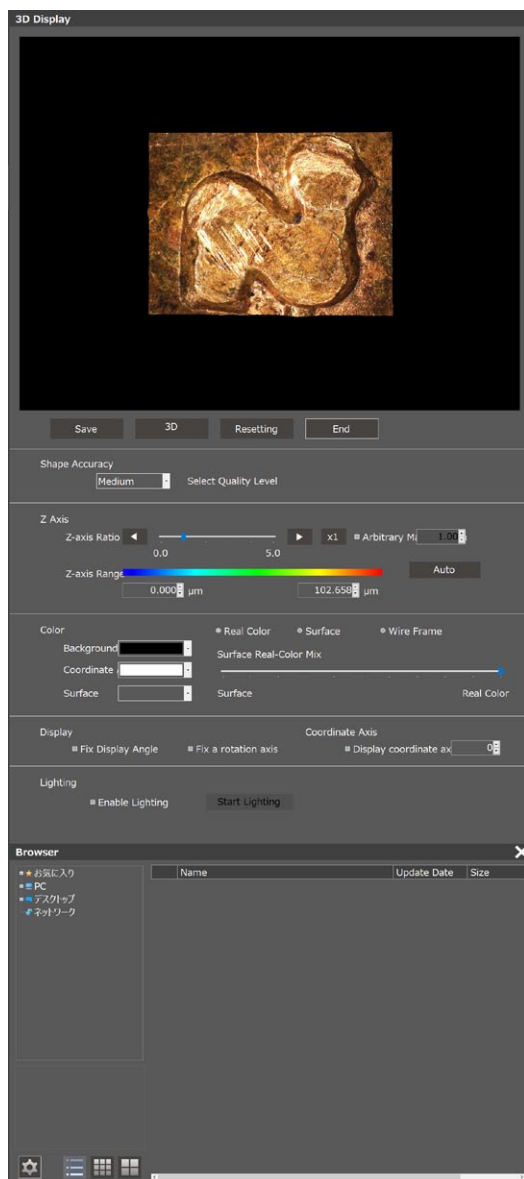 3D Display
Save 3D Resetting End
Shape Accuracy
Medium Select Quality Level
Z Axis
Z-axis Ratio x1 Arbitrary Ma 1.00
0.0 5.0
Z-axis Range Auto
0.000 μm 102.658 μm
Color Real Color Surface Wire Frame
Background Surface Real-Color Mix
Coordinate
Surface Surface Real Color
Display Coordinate Axis
Fix Display Angle Fix a rotation axis Display coordinate ax 0
Lighting
Enable Lighting Start Lighting
Browser
お気に入り Name Update Date Size
PC
デスクトップ
ネットワーク